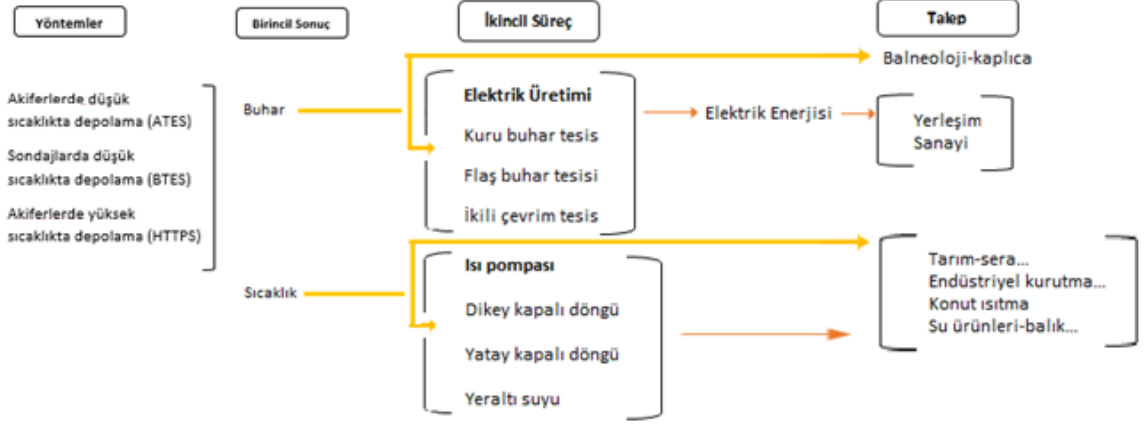 Yöntemler
Birincil Sonuç
İkincil Süreç
Talep
Akiferlerde düşük
sıcaklıkta depolama (ATES)
Sondajlarda düşük
sıcaklıkta depolama (BTES)
Akiferlerde yüksek
sıcaklıkta depolama (HTTPS)
Buhar
Sıcaklık
Elektrik Üretimi
Kuru buhar tesis
Flaş buhar tesisi
İkili çevrim tesis
Isı pompası
Dikey kapalı döngü
Yatay kapalı döngü
Yeraltı suyu
Elektrik Enerjisi
Balneoloji-kaplıca
Yerleşim
Sanayi
Tarım-sera...
Endüstriyel kurutma...
Konut ısıtma
Su ürünleri-balık...